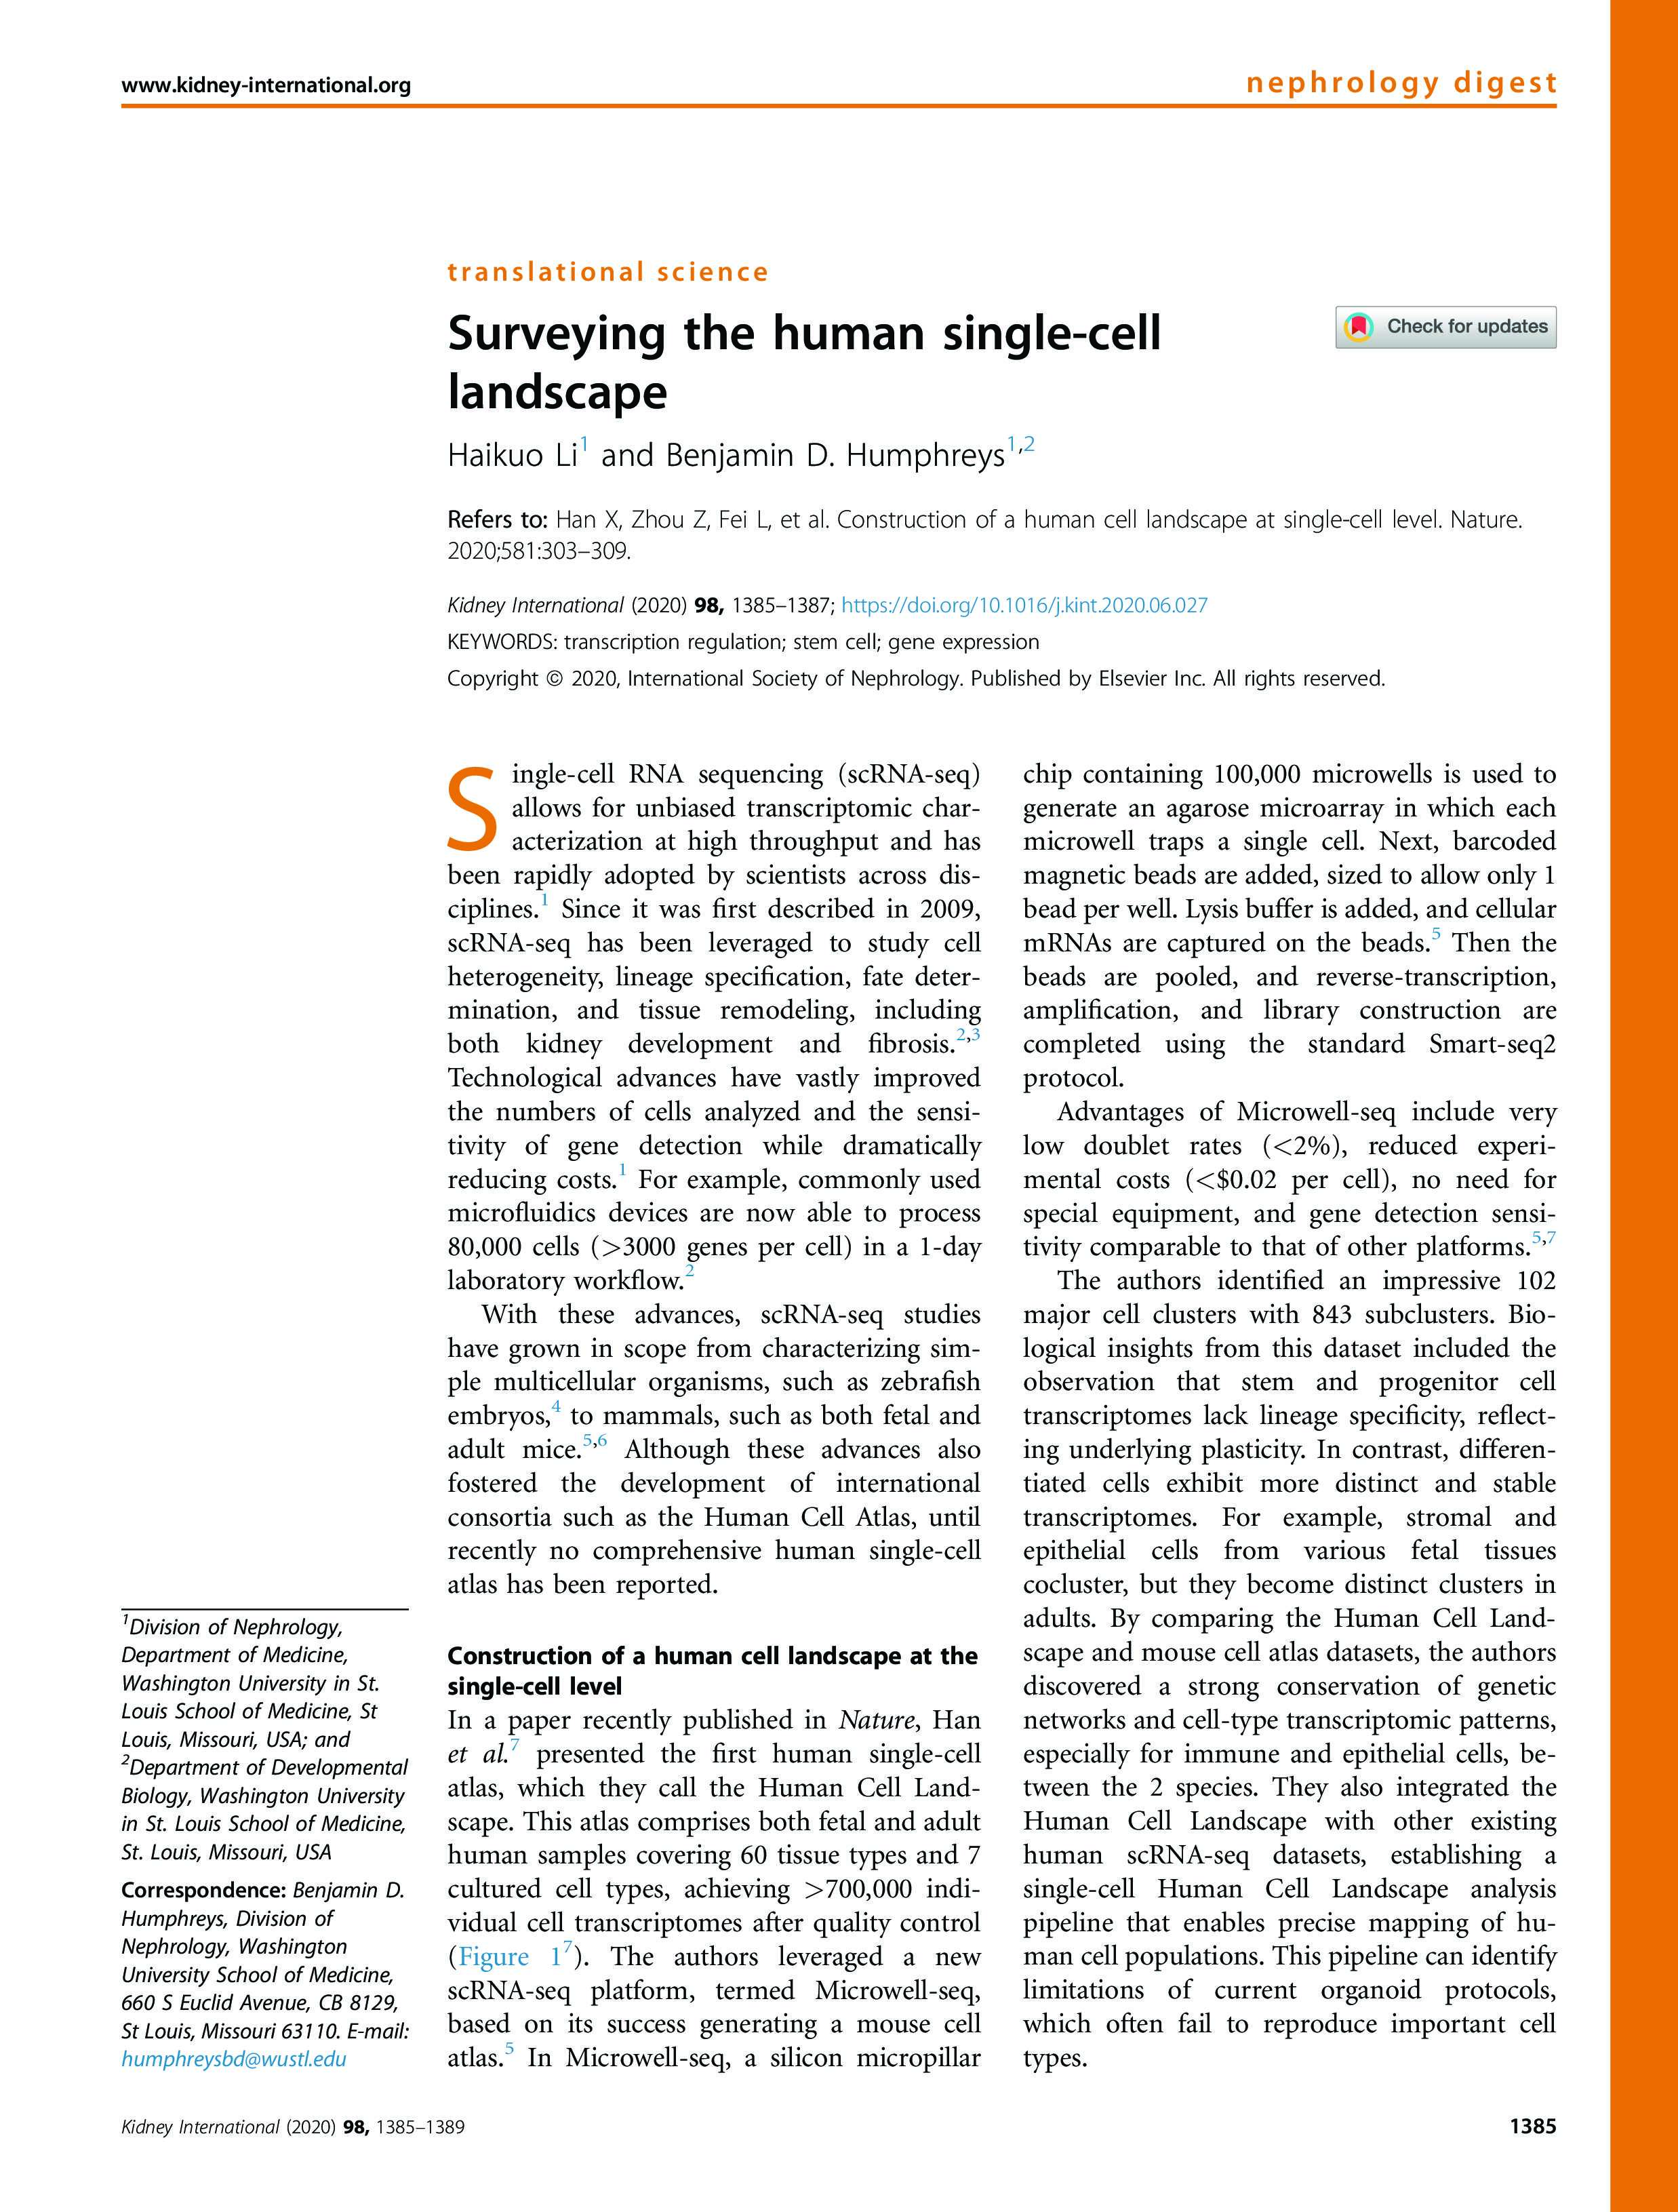 www.kidney-international.org
nephrology digest
translational science
Surveying the human single-cell
landscape
Check for updates
Haikuo Li1 and Benjamin D. Humphreys1,2
Refers to: Han X, Zhou Z, Fei L, et al. Construction of a human cell landscape at single-cell level. Nature.
2020;581:303–309.
Kidney International (2020) 98, 1385–1387; https://doi.org/10.1016/j.kint.2020.06.027
KEYWORDS: transcription regulation; stem cell; gene expression
Copyright © 2020, International Society of Nephrology. Published by Elsevier Inc. All rights reserved.
Single-cell RNA sequencing (scRNA-seq)
allows for unbiased transcriptomic char-
acterization at high throughput and has
been rapidly adopted by scientists across dis-
ciplines.1 Since it was first described in 2009,
scRNA-seq has been leveraged to study cell
heterogeneity, lineage specification, fate deter-
mination, and tissue remodeling, including
both kidney development and fibrosis.2,3
Technological advances have vastly improved
the numbers of cells analyzed and the sensi-
tivity of gene detection while dramatically
reducing costs.1 For example, commonly used
microfluidics devices are now able to process
80,000 cells (>3000 genes per cell) in a 1-day
laboratory workflow.2
With these advances, scRNA-seq studies
have grown in scope from characterizing sim-
ple multicellular organisms, such as zebrafish
embryos,4 to mammals, such as both fetal and
adult mice.5,6 Although these advances also
fostered the development of international
consortia such as the Human Cell Atlas, until
recently no comprehensive human single-cell
atlas has been reported.
Construction of a human cell landscape at the
single-cell level
In a paper recently published in Nature, Han
et al.7 presented the first human single-cell
atlas, which they call the Human Cell Land-
scape. This atlas comprises both fetal and adult
human samples covering 60 tissue types and 7
cultured cell types, achieving >700,000 indi-
vidual cell transcriptomes after quality control
(Figure 17). The authors leveraged a new
scRNA-seq platform, termed Microwell-seq,
based on its success generating a mouse cell
atlas.5 In Microwell-seq, a silicon micropillar
chip containing 100,000 microwells is used to
generate an agarose microarray in which each
microwell traps a single cell. Next, barcoded
magnetic beads are added, sized to allow only 1
bead per well. Lysis buffer is added, and cellular
mRNAs are captured on the beads.5 Then the
beads are pooled, and reverse-transcription,
amplification, and library construction are
completed using the standard Smart-seq2
protocol.
Advantages of Microwell-seq include very
low doublet rates (<2%), reduced experi-
mental costs (<$0.02 per cell), no need for
special equipment, and gene detection sensi-
tivity comparable to that of other platforms.5,7
The authors identified an impressive 102
major cell clusters with 843 subclusters. Bio-
logical insights from this dataset included the
observation that stem and progenitor cell
transcriptomes lack lineage specificity, reflect-
ing underlying plasticity. In contrast, differen-
tiated cells exhibit more distinct and stable
transcriptomes. For example, stromal and
epithelial cells from various fetal tissues
cocluster, but they become distinct clusters in
adults. By comparing the Human Cell Land-
scape and mouse cell atlas datasets, the authors
discovered a strong conservation of genetic
networks and cell-type transcriptomic patterns,
especially for immune and epithelial cells, be-
tween the 2 species. They also integrated the
Human Cell Landscape with other existing
human scRNA-seq datasets, establishing a
single-cell Human Cell Landscape analysis
pipeline that enables precise mapping of hu-
man cell populations. This pipeline can identify
limitations of current organoid protocols,
which often fail to reproduce important cell
types.
1Division of Nephrology,
Department of Medicine,
Washington University in St.
Louis School of Medicine, St
Louis, Missouri, USA; and
2Department of Developmental
Biology, Washington University
in St. Louis School of Medicine,
St. Louis, Missouri, USA
Correspondence: Benjamin D.
Humphreys, Division of
Nephrology, Washington
University School of Medicine,
660 S Euclid Avenue, CB 8129,
St Louis, Missouri 63110. E-mail:
humphreysbd@wustl.edu
Kidney International (2020) 98, 1385–1389
1385